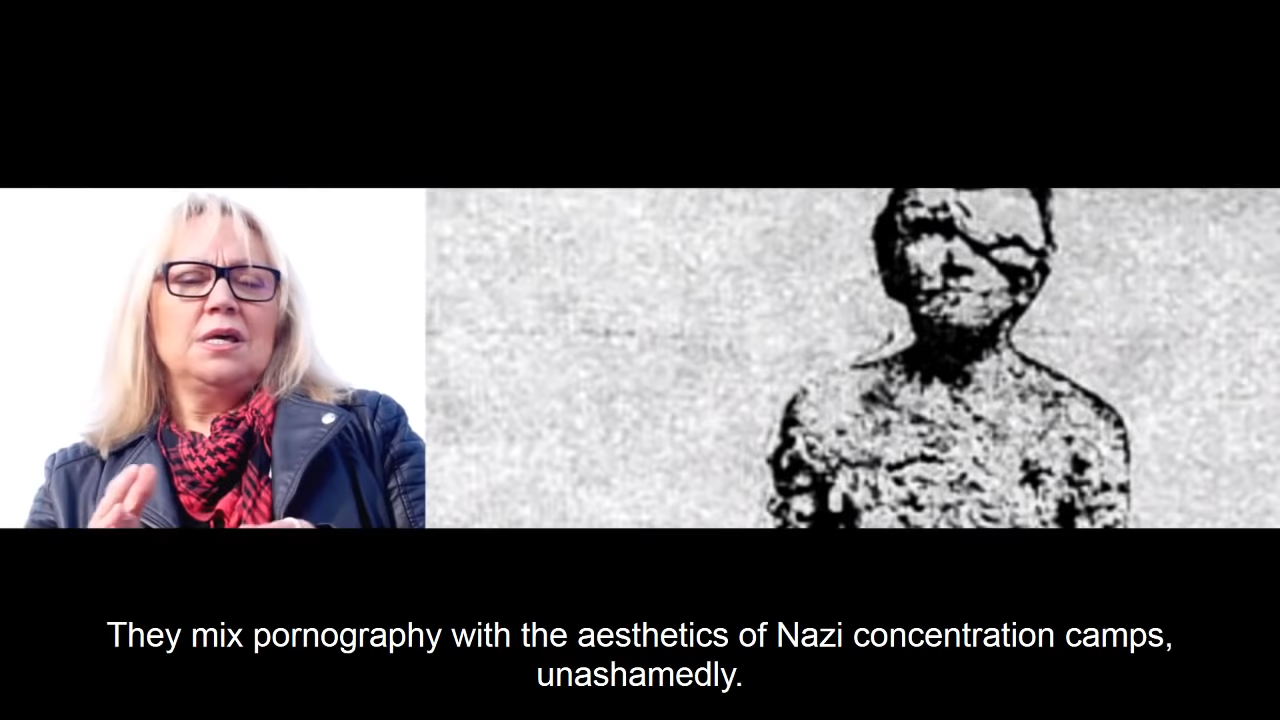 They mix pornography with the aesthetics of Nazi concentration camps,
unashamedly.